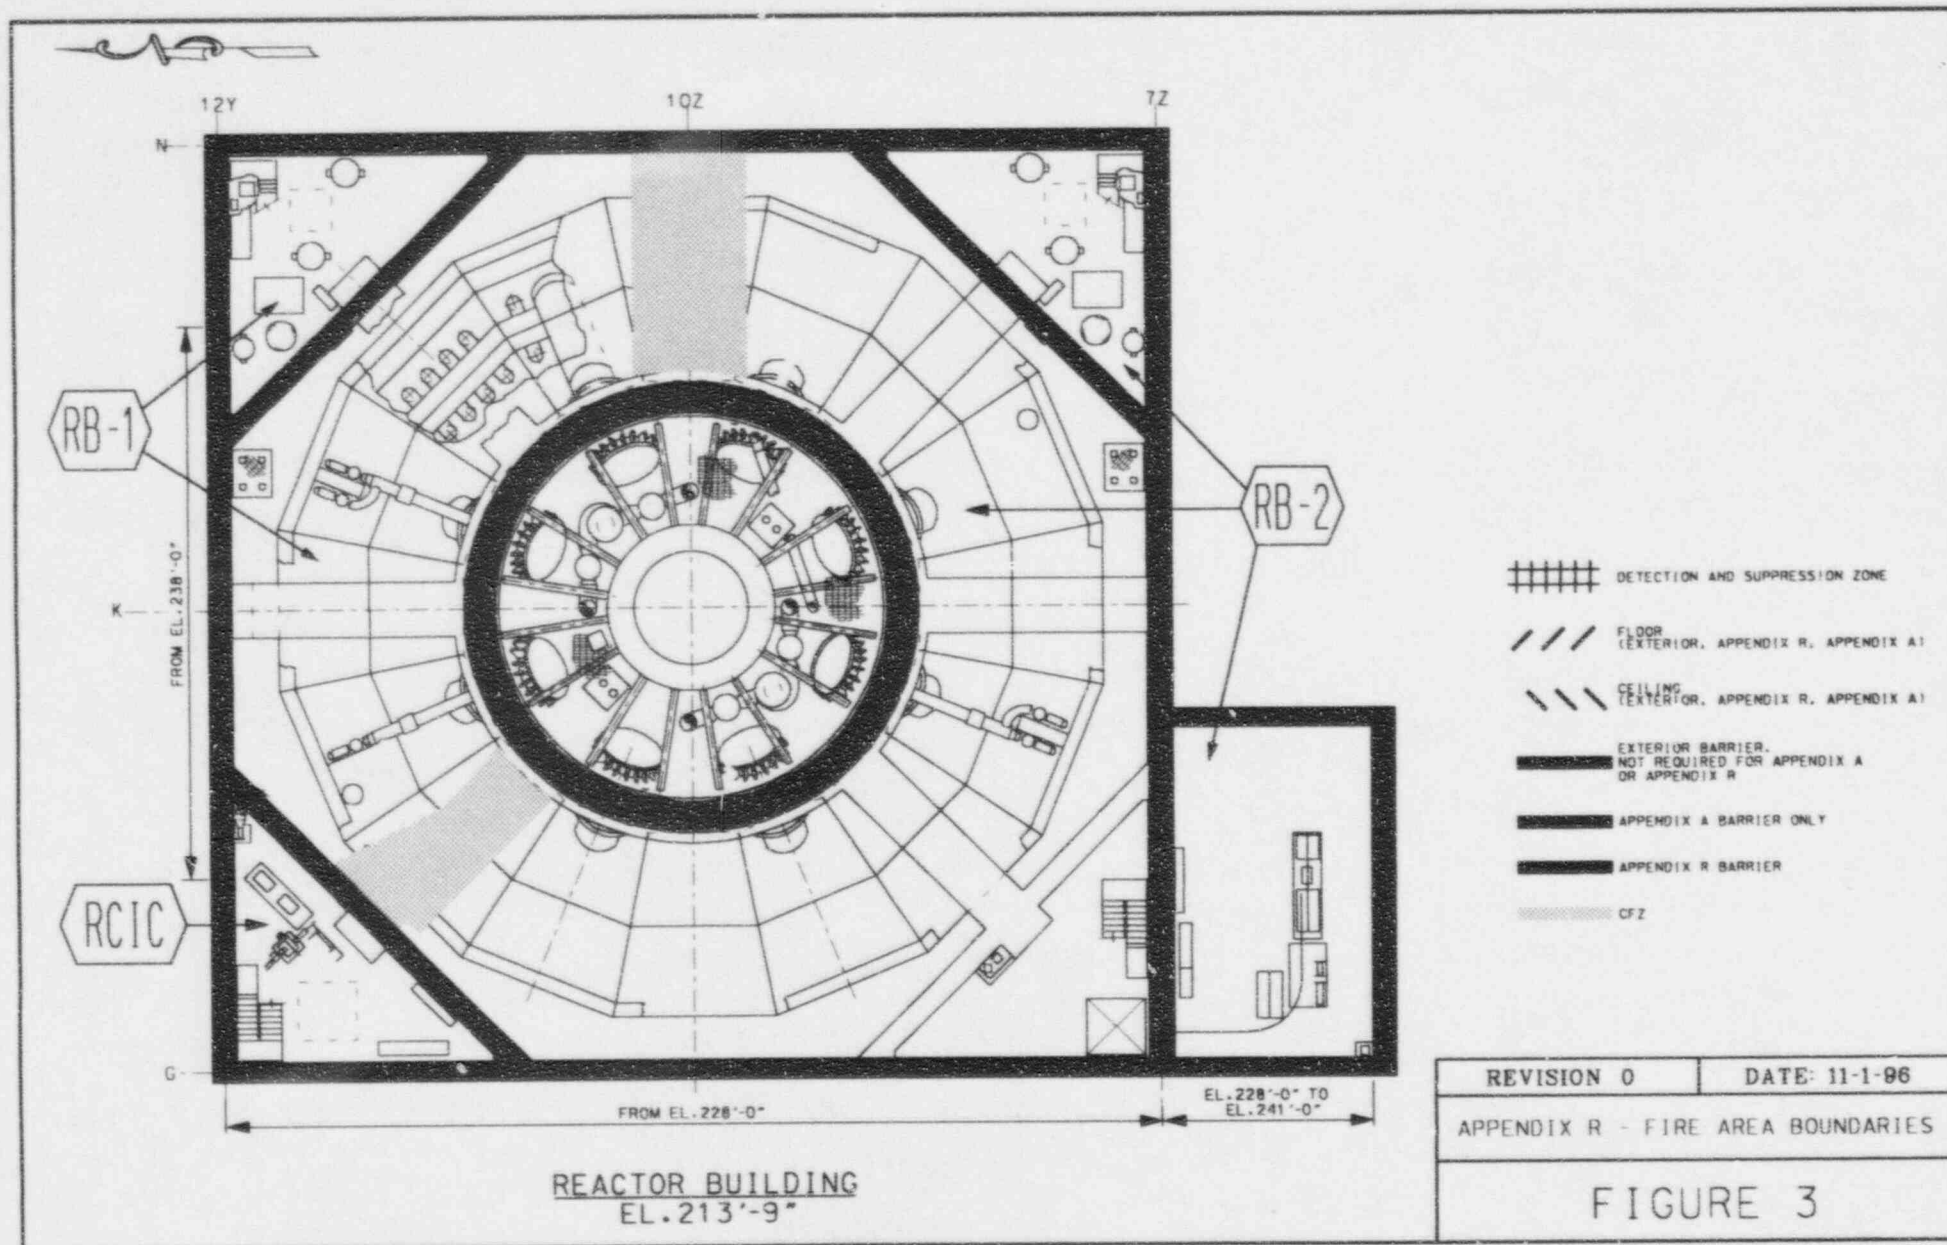 12Y
10Z
7Z
N
RB-1
RB-2
FROM EL.238'-0"
K
DETECTION AND SUPPRESSION ZONE
FLOOR
(EXTERIOR, APPENDIX R, APPENDIX A)
CEILING
(EXTERIOR, APPENDIX R, APPENDIX A)
EXTERIOR BARRIER,
NOT REQUIRED FOR APPENDIX A
OR APPENDIX R
APPENDIX A BARRIER ONLY
APPENDIX R BARRIER
CFZ
RCIC
G
FROM EL.228'-0"
EL.228'-0" TO
EL.241'-0"
REACTOR BUILDING
EL.213'-9"
REVISION 0
DATE: 11-1-96
APPENDIX R - FIRE AREA BOUNDARIES
FIGURE 3